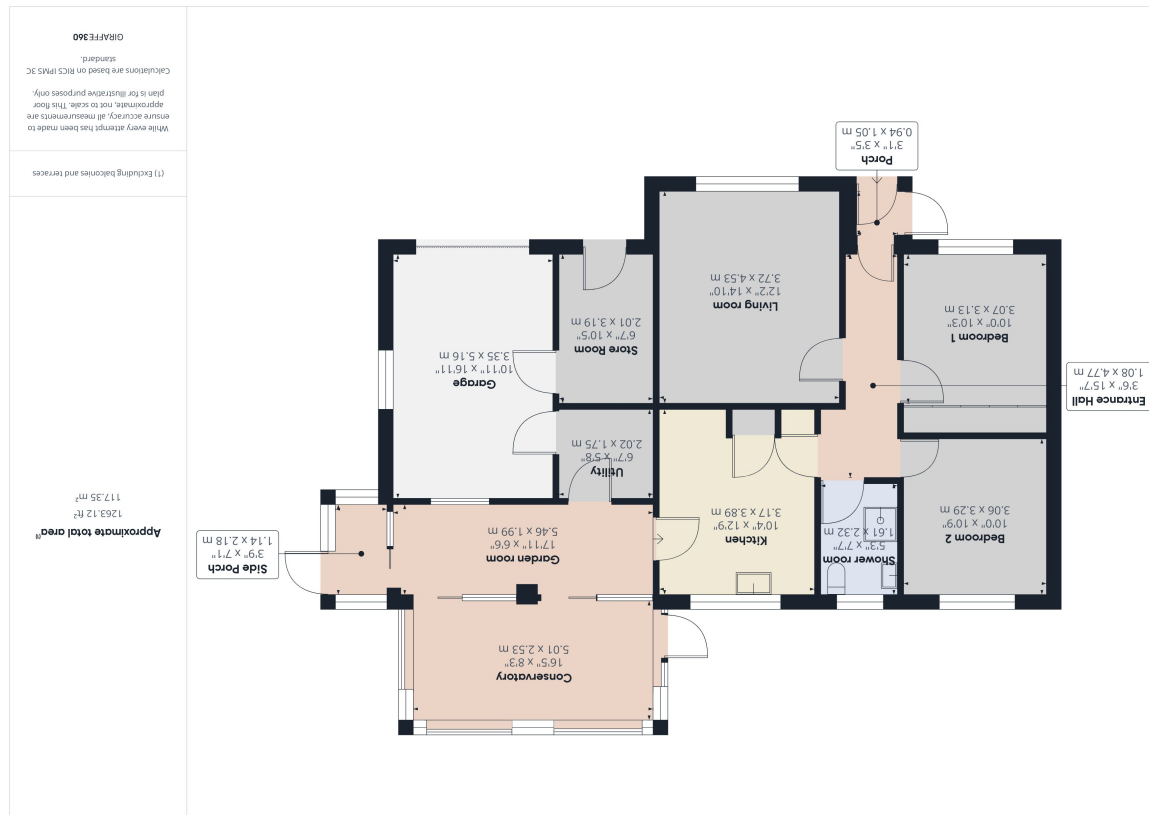 Conservatory
16'5" x 8'3"
5.01 x 2.53 m
Bedroom 2
10'0" x 10'9"
3.06 x 3.29 m
Shower room
5'3" x 7'7"
1.61 x 2.32 m
Kitchen
10'4" x 12'9"
3.17 x 3.89 m
Garden room
17'11" x 6'6"
5.46 x 1.99 m
Side Porch
3'9" x 7'1"
1.14 x 2.18 m
Utility
6'7" x 5'8"
2.02 x 1.75 m
Entrance Hall
3'6" x 15'7"
1.08 x 4.77 m
Bedroom 1
10'0" x 10'3"
3.07 x 3.13 m
Living room
12'2" x 14'10"
3.72 x 4.53 m
Store Room
6'7" x 10'5"
2.01 x 3.19 m
Garage
10'11" x 16'11"
3.35 x 5.16 m
Porch
3'1" x 3'5"
0.94 x 1.05 m
Approximate total area⁽¹⁾
1263.12 ft²
117.35 m²
(1) Excluding balconies and terraces
While every attempt has been made to
ensure accuracy, all measurements are
approximate, not to scale. This floor
plan is for illustrative purposes only.
Calculations are based on RICS IPMS 3C
standard.
GIRAFFE360